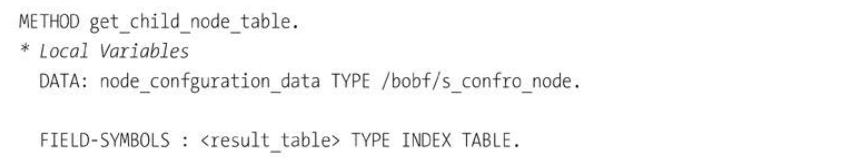 METHOD get_child_node_table.
* Local Variables
DATA: node_confguration_data TYPE /bobf/s_confro_node.
FIELD-SYMBOLS : <result_table> TYPE INDEX TABLE.